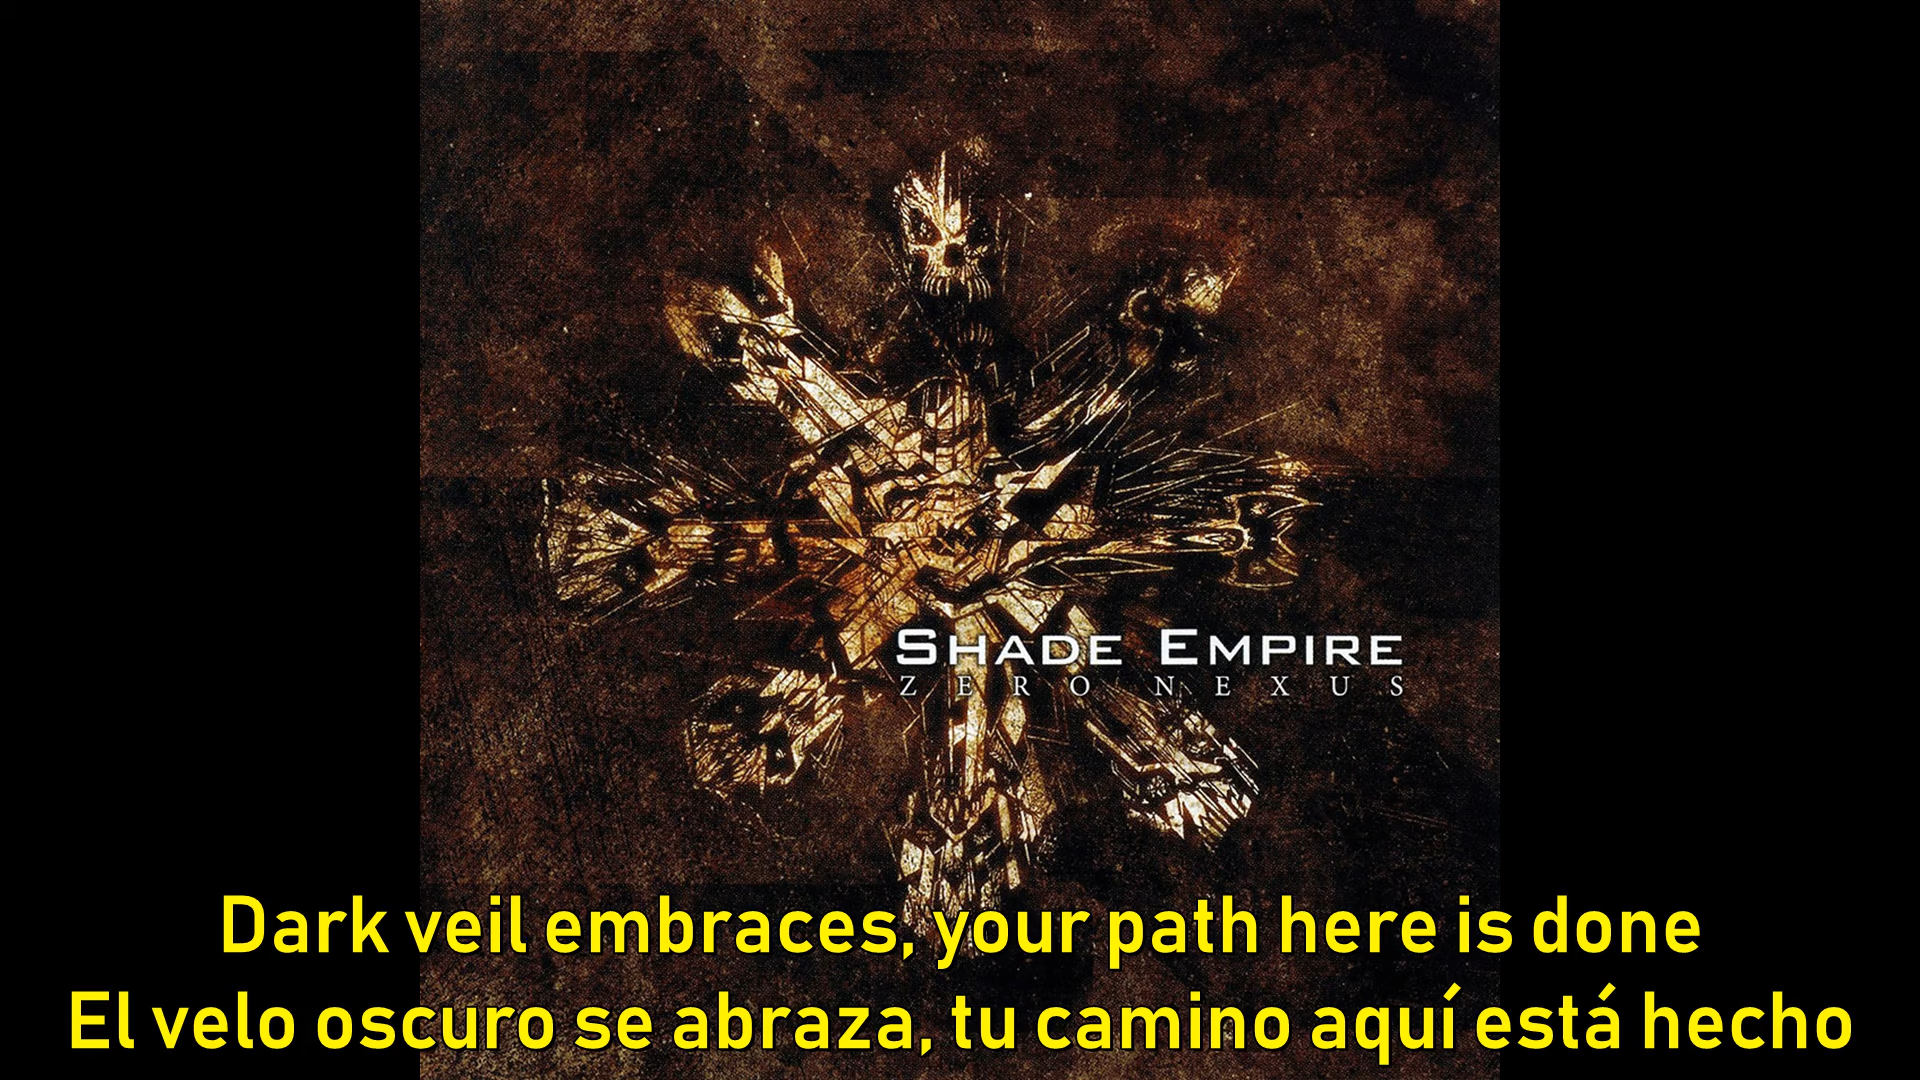 SHADE EMPIRE
ZERO NEXUS
Dark veil embraces, your path here is done
El velo oscuro se abraza, tu camino aquí está hecho